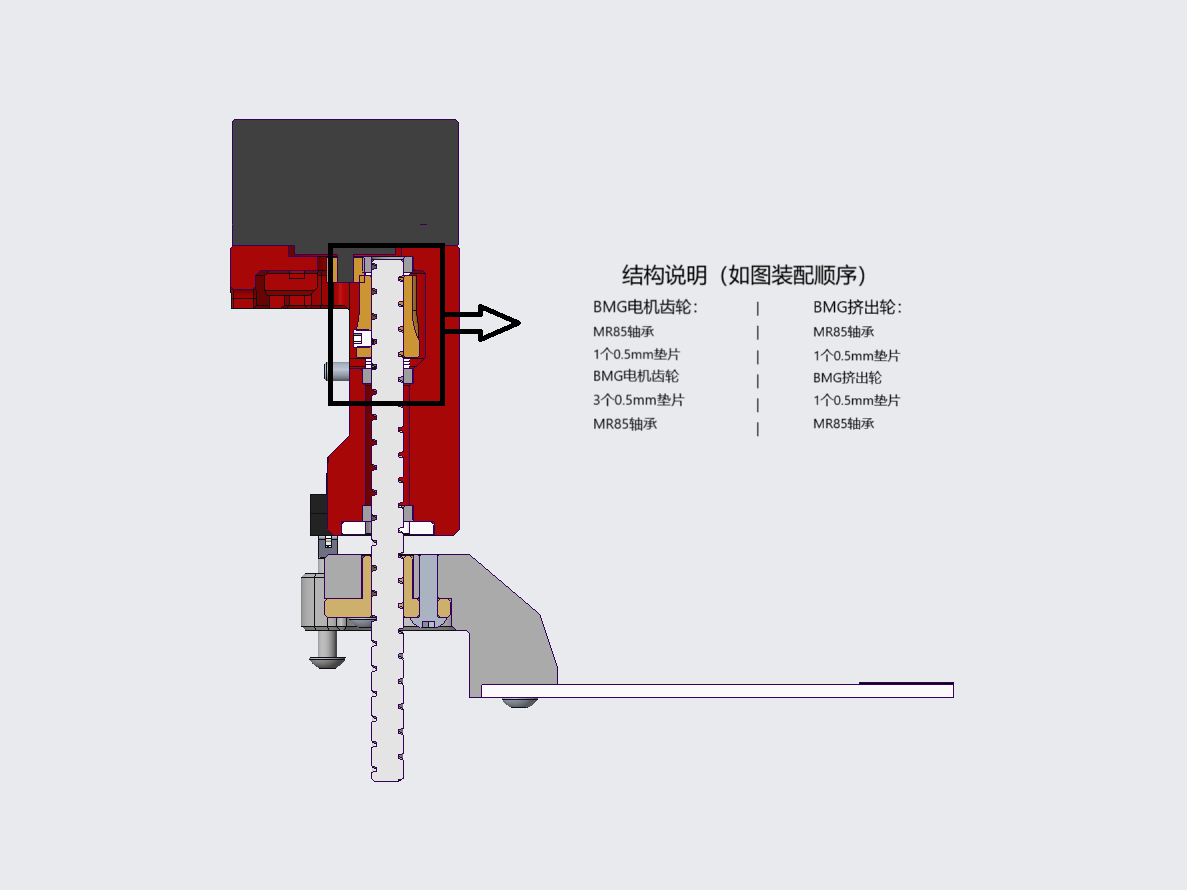 结构说明（如图装配顺序）
BMG电机齿轮： | BMG挤出轮：
MR85轴承 | MR85轴承
1个0.5mm垫片 | 1个0.5mm垫片
BMG电机齿轮 | BMG挤出轮
3个0.5mm垫片 | 1个0.5mm垫片
MR85轴承 | MR85轴承